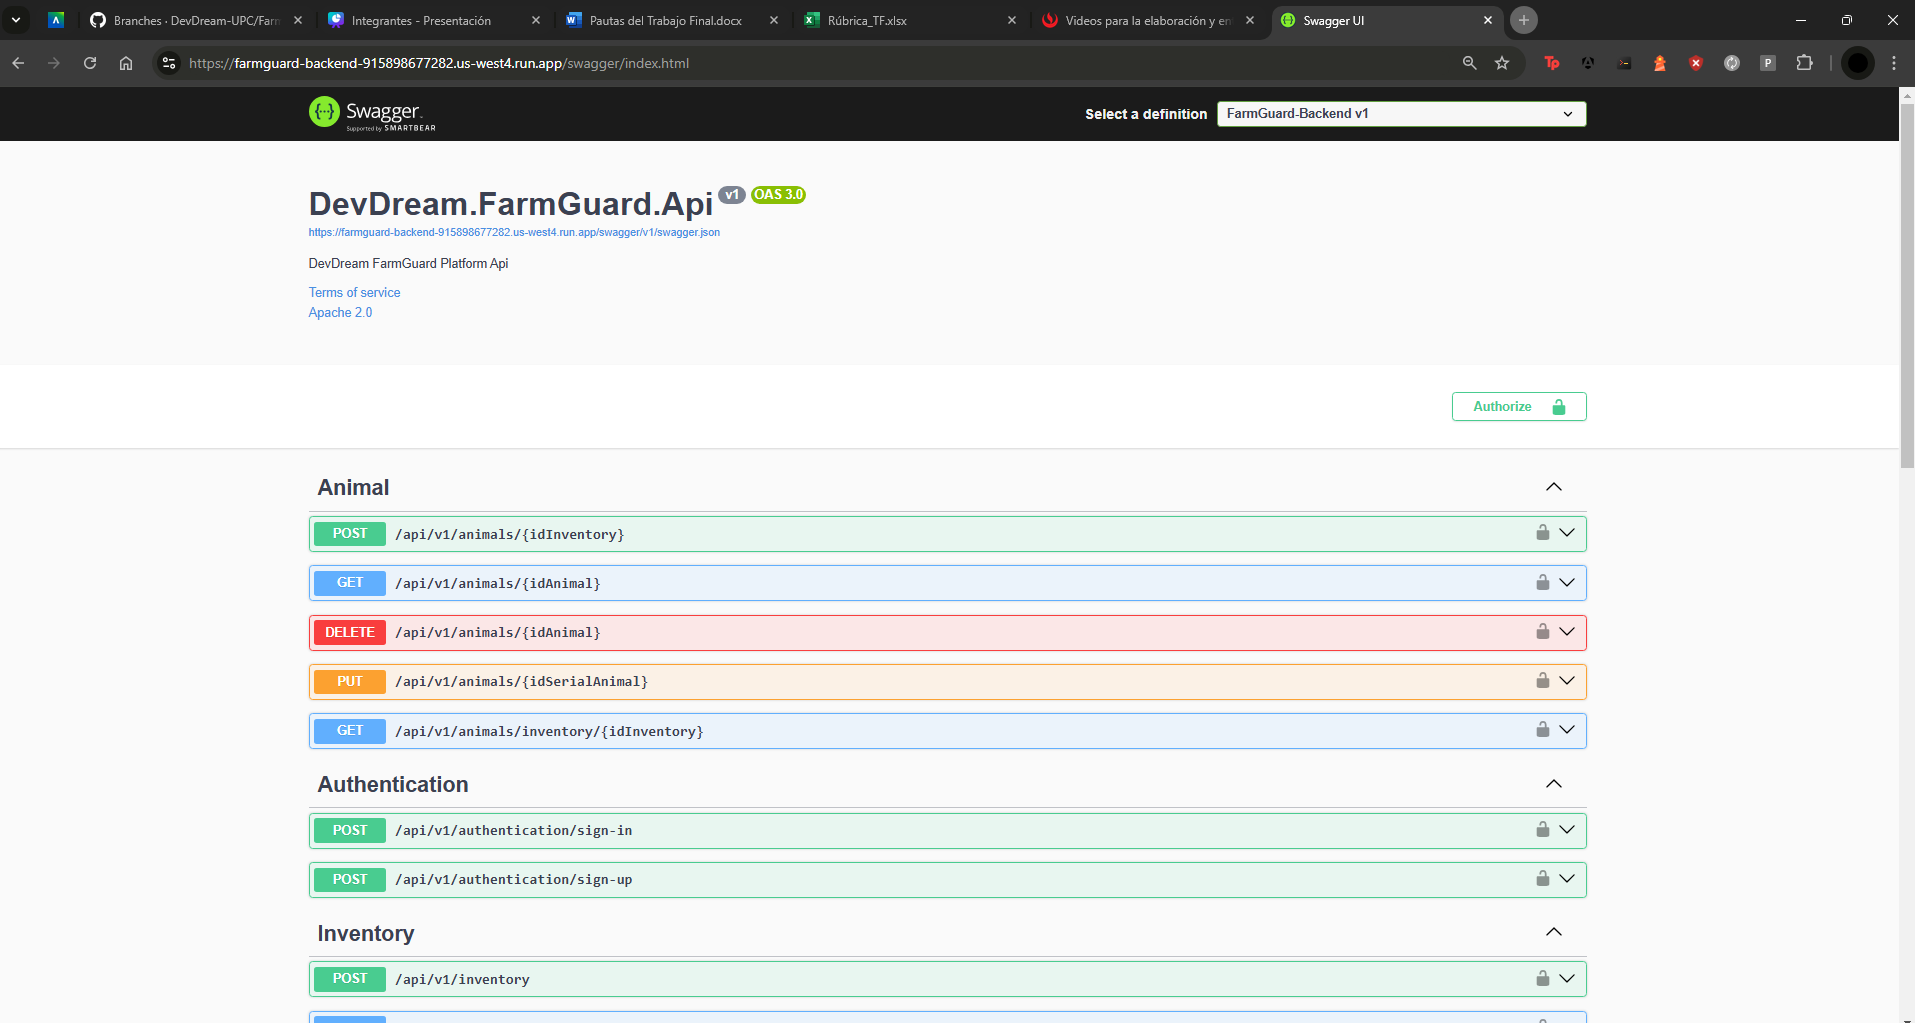 Branches · DevDream-UPC/Farm
Integrantes - Presentación
Pautas del Trabajo Final.docx
Rúbrica_TF.xlsx
Videos para la elaboración y en
Swagger UI
https://farmguard-backend-915898677282.us-west4.run.app/swagger/index.html
Tp
P
Swagger.
Supported by SMARTBEAR
Select a definition
FarmGuard-Backend v1
DevDream.FarmGuard.Api v1 OAS 3.0
https://farmguard-backend-915898677282.us-west4.run.app/swagger/v1/swagger.json
DevDream FarmGuard Platform Api
Terms of service
Apache 2.0
Authorize
Animal
POST /api/v1/animals/{idInventory}
GET /api/v1/animals/{idAnimal}
DELETE /api/v1/animals/{idAnimal}
PUT /api/v1/animals/{idSerialAnimal}
GET /api/v1/animals/inventory/{idInventory}
Authentication
POST /api/v1/authentication/sign-in
POST /api/v1/authentication/sign-up
Inventory
POST /api/v1/inventory